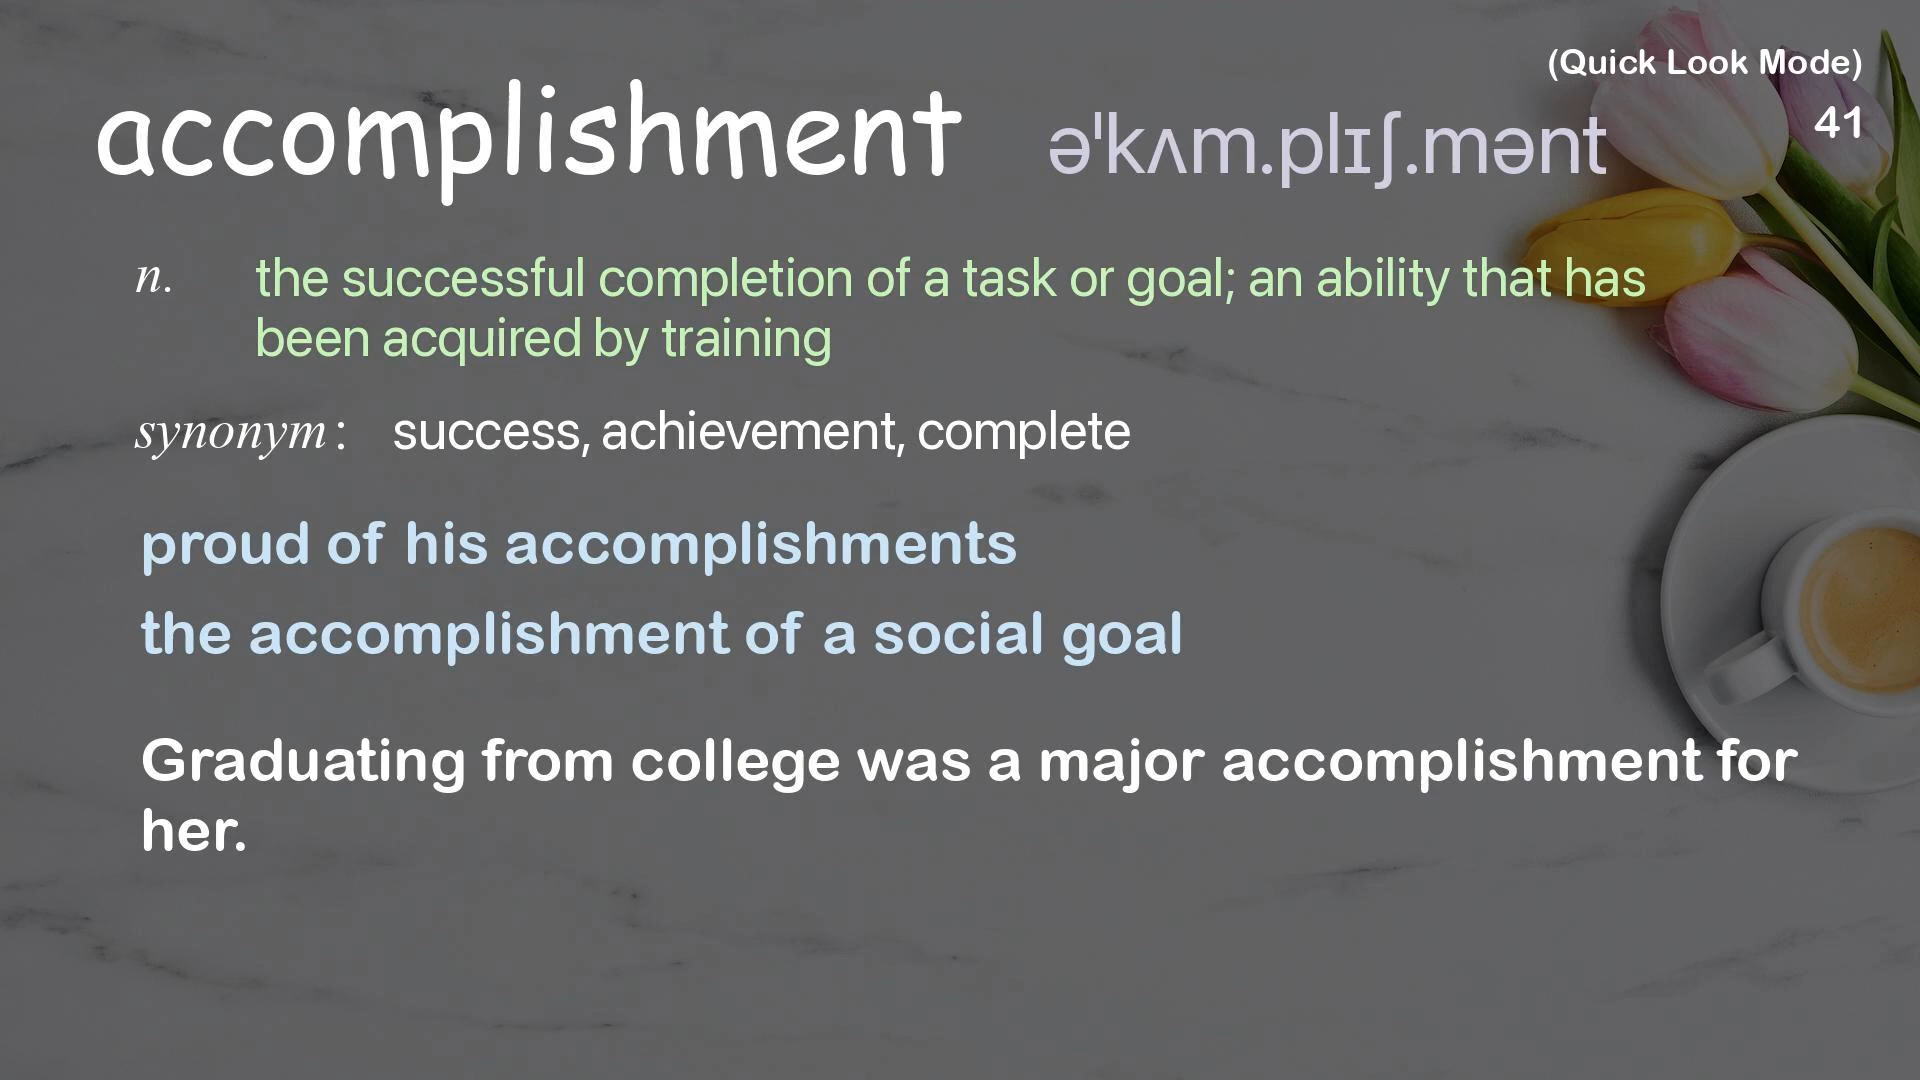 (Quick Look Mode)
accomplishment əˈkʌm.plɪʃ.mənt 41
n. the successful completion of a task or goal; an ability that has
been acquired by training
synonym: success, achievement, complete
proud of his accomplishments
the accomplishment of a social goal
Graduating from college was a major accomplishment for
her.